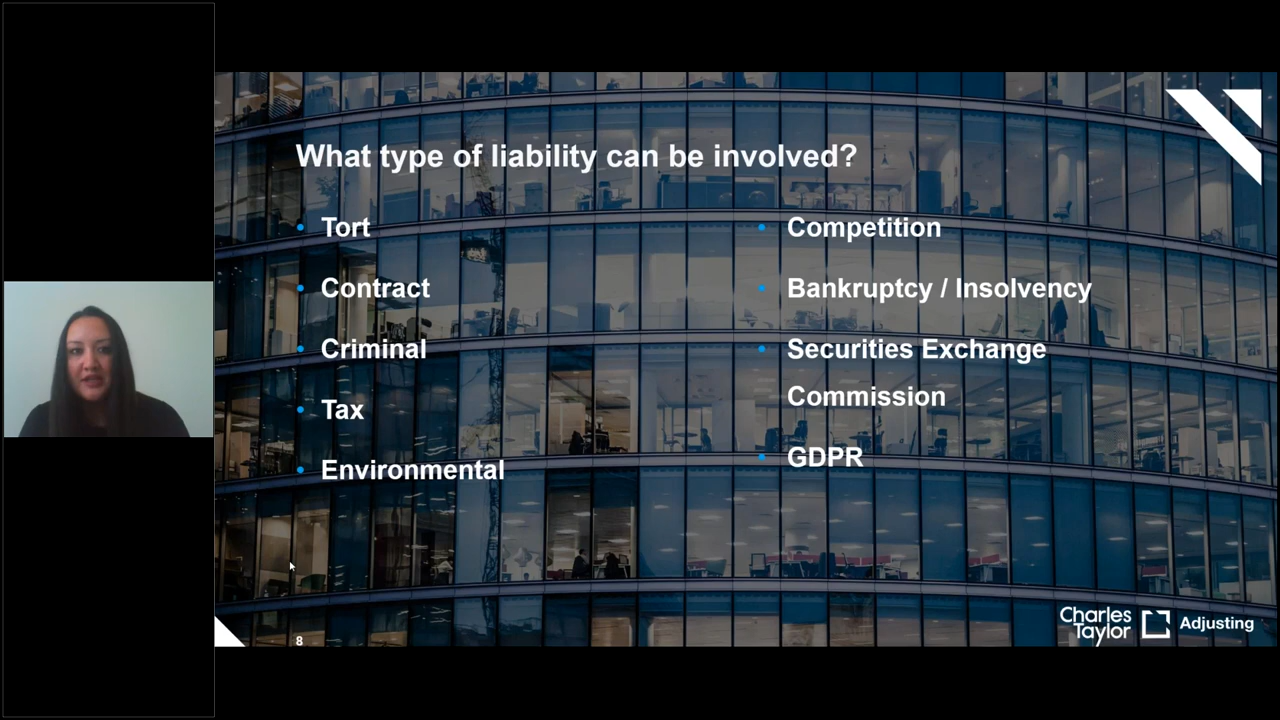 What type of liability can be involved?
• Tort
• Contract
• Criminal
• Tax
• Environmental
• Competition
• Bankruptcy / Insolvency
• Securities Exchange
Commission
• GDPR
8
Charles
Taylor
Adjusting